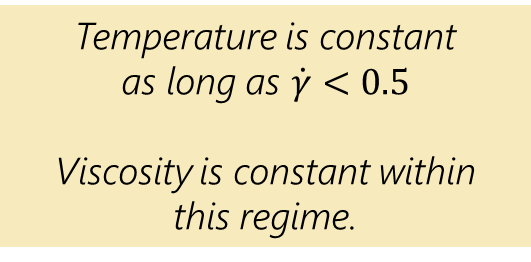 Temperature is constant
as long as γ̇ < 0.5
Viscosity is constant within
this regime.